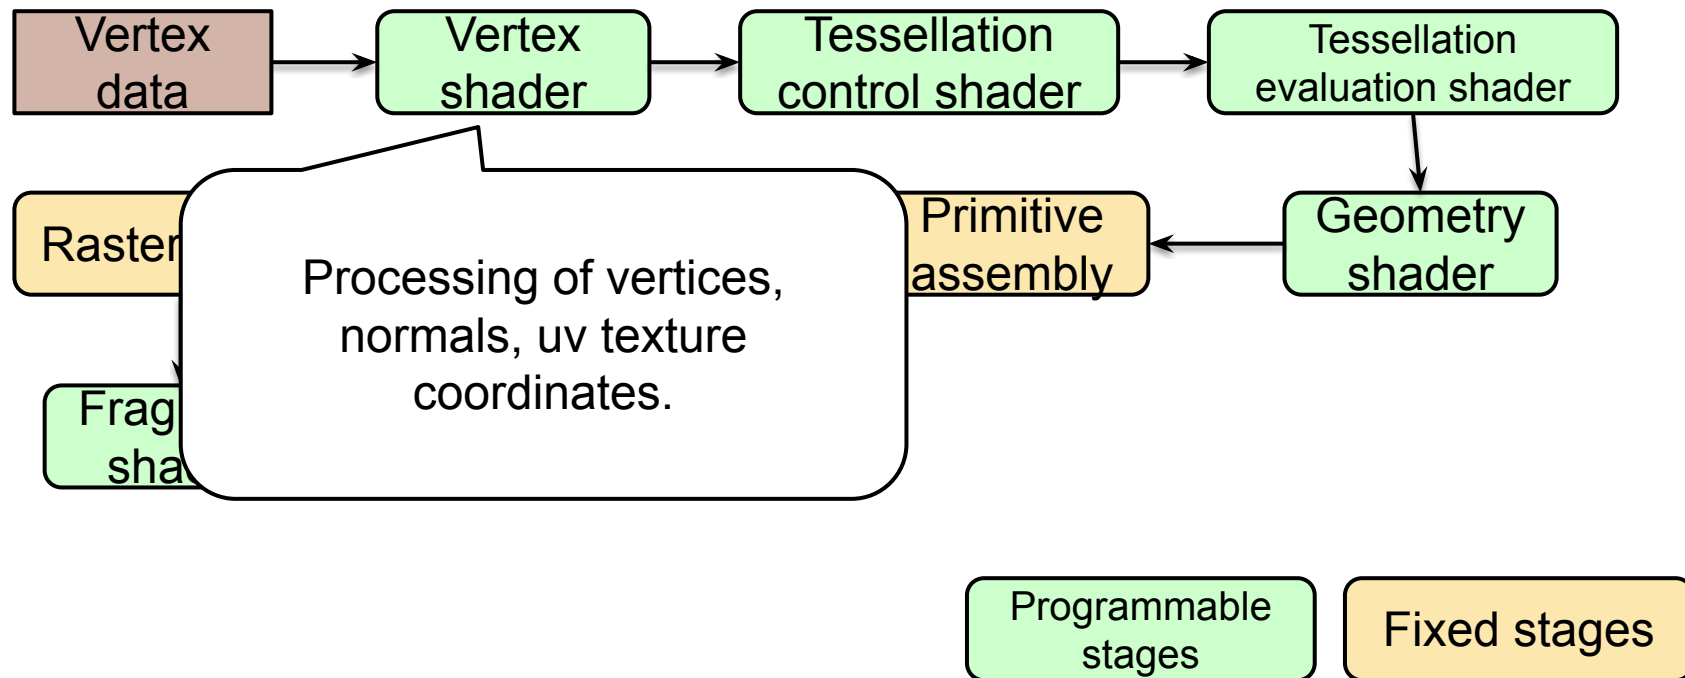 Vertex
data
Vertex
shader
Tessellation
control shader
Tessellation
evaluation shader
Raster
Primitive
assembly
Geometry
shader
Processing of vertices,
normals, uv texture
coordinates.
Frag
sha
Programmable
stages
Fixed stages